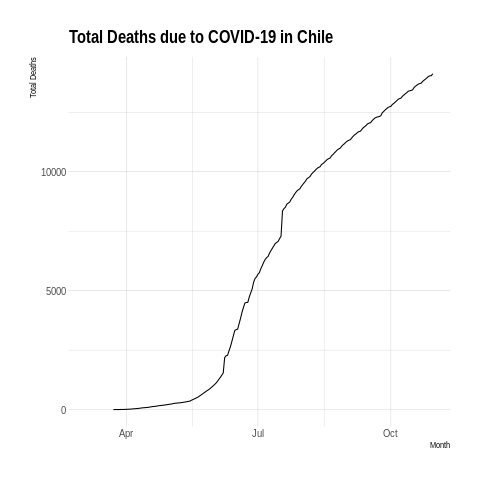 Total Deaths due to COVID-19 in Chile
Total Deaths
10000
5000
0
Apr Jul Oct
Month